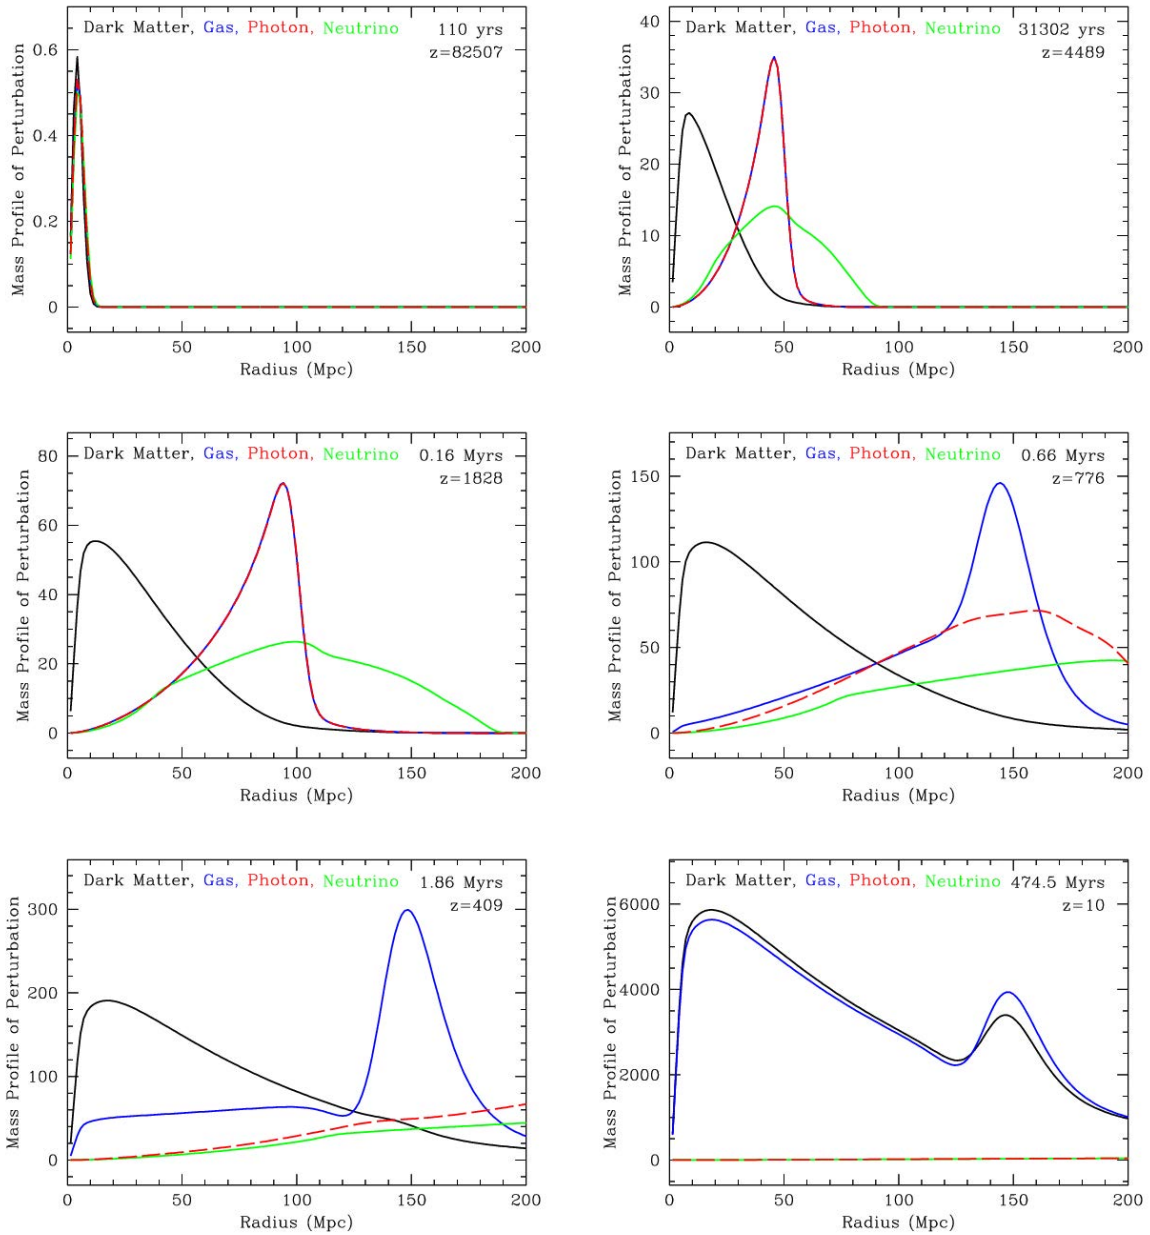 Dark Matter, Gas, Photon, Neutrino 110 yrs
z=82507
Mass Profile of Perturbation
0.6
0.4
0.2
0
0 50 100 150 200
Radius (Mpc)
Dark Matter, Gas, Photon, Neutrino 31302 yrs
z=4489
Mass Profile of Perturbation
40
30
20
10
0
0 50 100 150 200
Radius (Mpc)
Dark Matter, Gas, Photon, Neutrino 0.16 Myrs
z=1828
Mass Profile of Perturbation
80
60
40
20
0
0 50 100 150 200
Radius (Mpc)
Dark Matter, Gas, Photon, Neutrino 0.66 Myrs
z=776
Mass Profile of Perturbation
150
100
50
0
0 50 100 150 200
Radius (Mpc)
Dark Matter, Gas, Photon, Neutrino 1.86 Myrs
z=409
Mass Profile of Perturbation
300
200
100
0
0 50 100 150 200
Radius (Mpc)
Dark Matter, Gas, Photon, Neutrino 474.5 Myrs
z=10
Mass Profile of Perturbation
6000
4000
2000
0
0 50 100 150 200
Radius (Mpc)